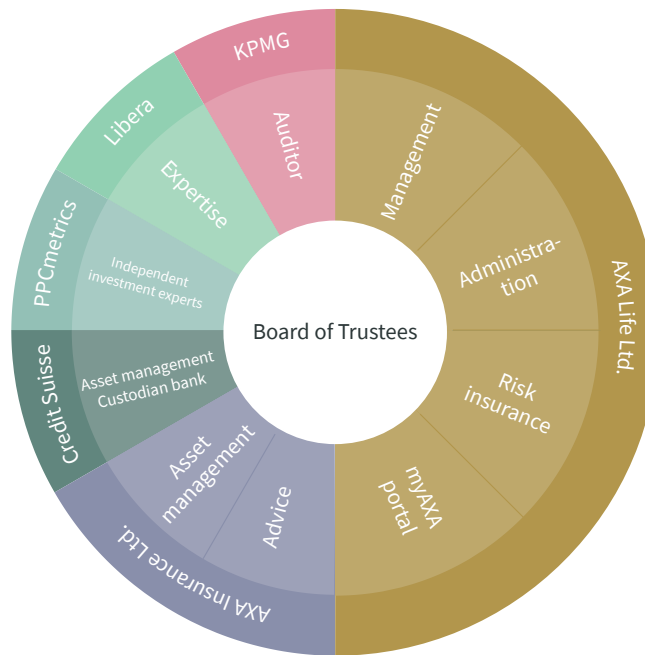 KPMG
Auditor
Libera
Expertise
PPCmetrics
Independent
investment experts
Credit Suisse
Asset management
Custodian bank
AXA Insurance Ltd.
Asset
management
Advice
Board of Trustees
Management
Administra-
tion
Risk
insurance
myAXA
portal
AXA Life Ltd.